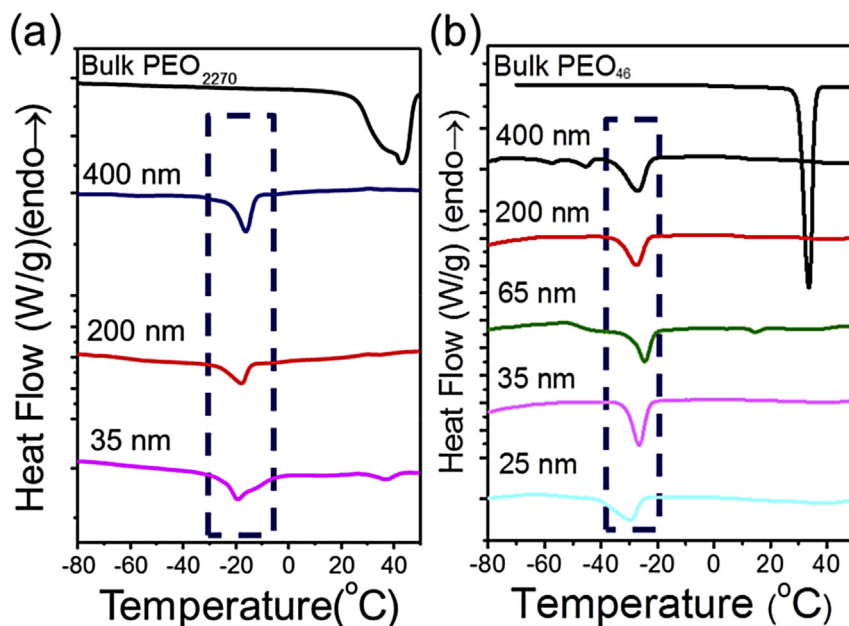 (a)
Bulk PEO₂₂₇₀
400 nm
200 nm
35 nm
Heat Flow (W/g)(endo→)
-80 -60 -40 -20 0 20 40
Temperature(°C)
(b)
Bulk PEO₄₆
400 nm
200 nm
65 nm
35 nm
25 nm
Heat Flow (W/g) (endo→)
-80 -60 -40 -20 0 20 40
Temperature (°C)